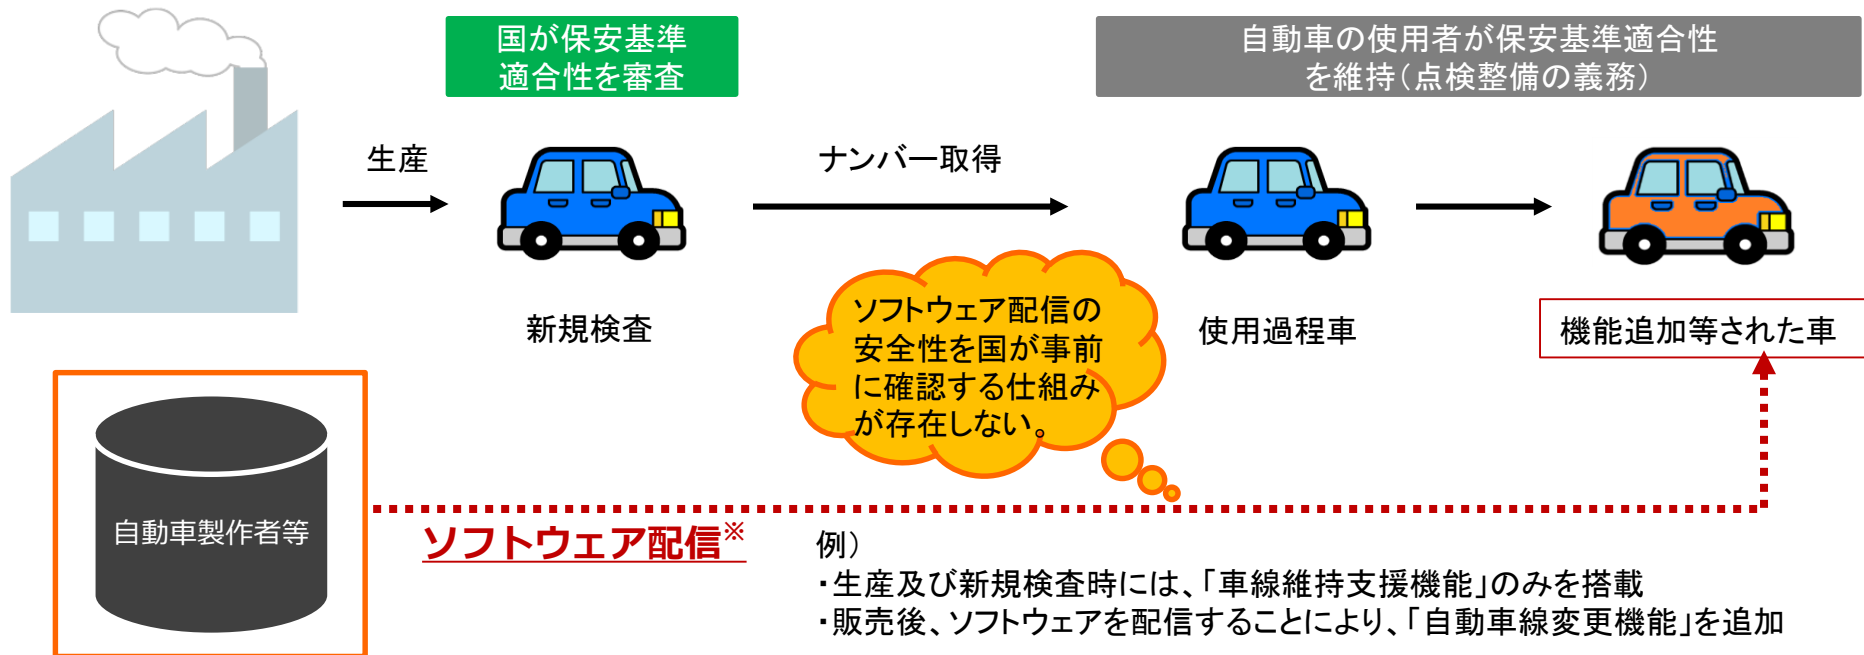 国が保安基準
適合性を審査
自動車の使用者が保安基準適合性
を維持（点検整備の義務）
生産
ナンバー取得
新規検査
ソフトウェア配信の
安全性を国が事前
に確認する仕組み
が存在しない。
使用過程車
機能追加等された車
自動車製作者等
ソフトウェア配信※
例）
・生産及び新規検査時には、「車線維持支援機能」のみを搭載
・販売後、ソフトウェアを配信することにより、「自動車線変更機能」を追加